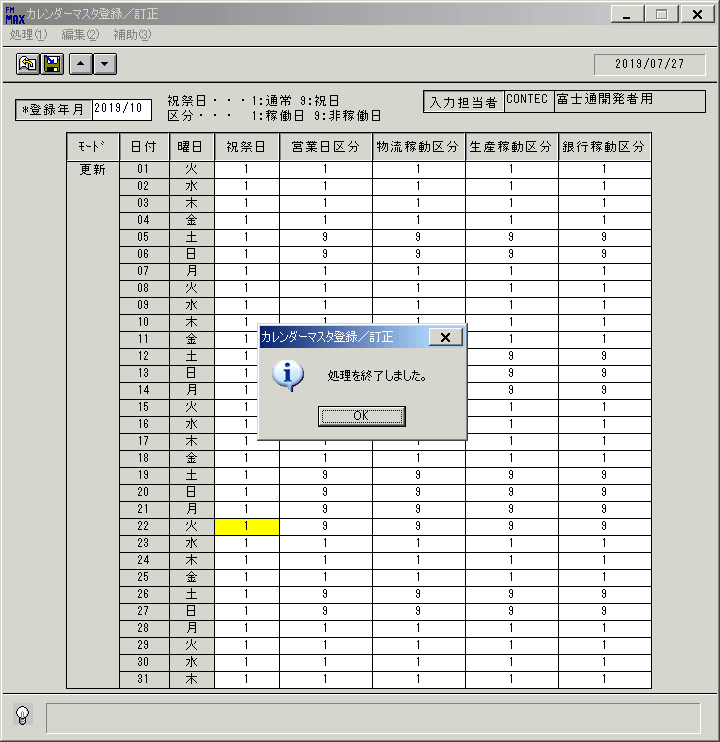 FM MAX カレンダーマスタ登録／訂正
処理(1) 編集(2) 補助(3)
2019/07/27
*登録年月 2019/10
祝祭日・・・1:通常 9:祝日
区分・・・ 1:稼働日 9:非稼働日
入力担当者 CONTEC 富士通開発者用
ﾓｰﾄﾞ 日付 曜日 祝祭日 営業日区分 物流稼動区分 生産稼動区分 銀行稼動区分
更新 01 火 1 1 1 1 1
02 水 1 1 1 1 1
03 木 1 1 1 1 1
04 金 1 1 1 1 1
05 土 1 9 9 9 9
06 日 1 9 9 9 9
07 月 1 1 1 1 1
08 火 1 1 1 1 1
09 水 1 1 1 1 1
10 木 1 1 1 1 1
11 金 1 1 1
12 土 1 9 9
13 日 1 9 9
14 月 1 9 9
15 火 1 1 1
16 水 1 1 1
17 木 1 1 1 1 1
18 金 1 1 1 1 1
19 土 1 9 9 9 9
20 日 1 9 9 9 9
21 月 1 9 9 9 9
22 火 1 9 9 9 9
23 水 1 1 1 1 1
24 木 1 1 1 1 1
25 金 1 1 1 1 1
26 土 1 9 9 9 9
27 日 1 9 9 9 9
28 月 1 1 1 1 1
29 火 1 1 1 1 1
30 水 1 1 1 1 1
31 木 1 1 1 1 1
カレンダーマスタ登録／訂正
処理を終了しました。
OK